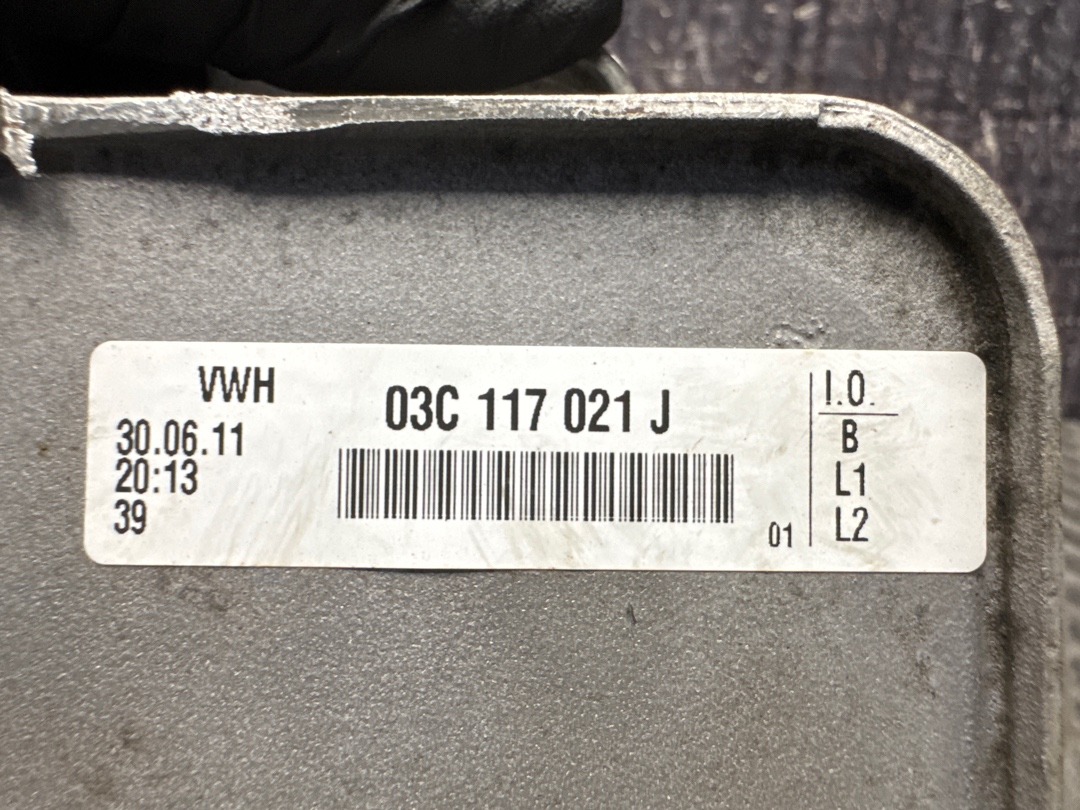 VWH
30.06.11
20:13
39
03C 117 021 J
01
I.O.
B
L1
L2